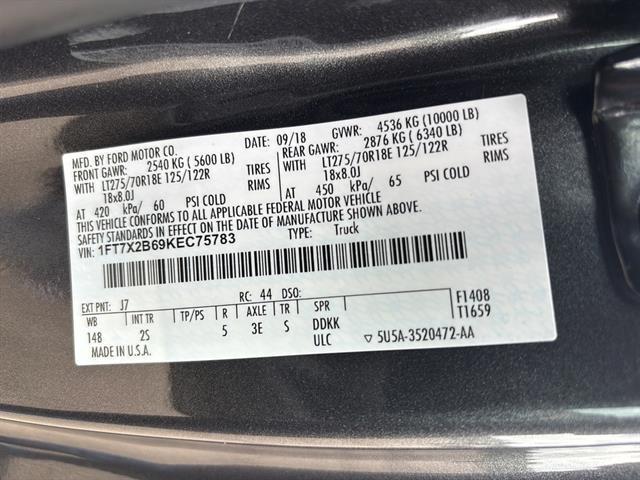 MFD. BY FORD MOTOR CO. DATE: 09/18 GVWR: 4536 KG (10000 LB)
FRONT GAWR: 2540 KG (5600 LB) REAR GAWR: 2876 KG (6340 LB)
WITH LT275/70R18E 125/122R TIRES WITH LT275/70R18E 125/122R TIRES
18x8.0J RIMS 18x8.0J RIMS
AT 420 kPa/ 60 PSI COLD AT 450 kPa/ 65 PSI COLD
THIS VEHICLE CONFORMS TO ALL APPLICABLE FEDERAL MOTOR VEHICLE
SAFETY STANDARDS IN EFFECT ON THE DATE OF MANUFACTURE SHOWN ABOVE.
VIN: 1FT7X2B69KEC75783 TYPE: Truck
EXT PNT: J7 RC: 44 DSO: F1408
WB INT TR TP/PS R AXLE TR SPR T1659
148 2S 5 3E S DDKK
MADE IN U.S.A. ULC ▽ 5U5A-3520472-AA